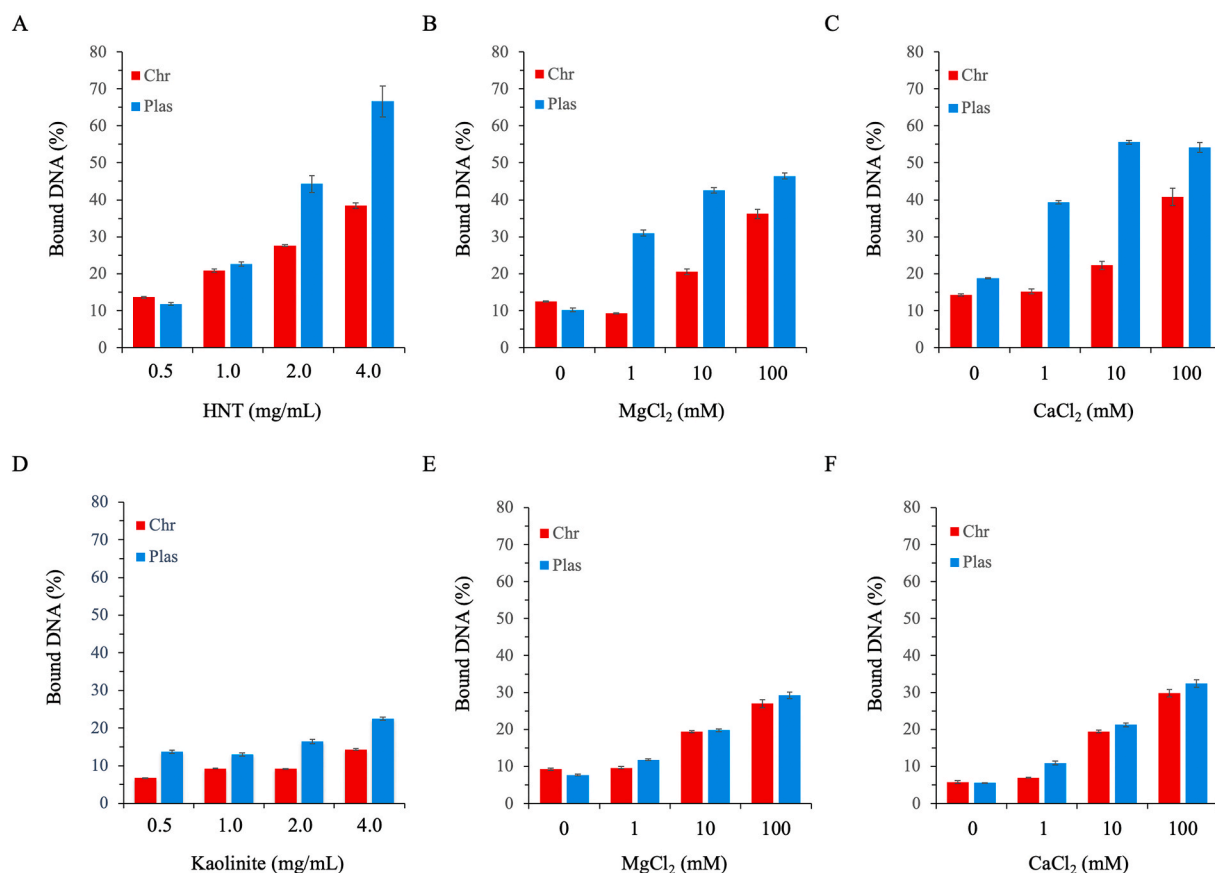 A
80
70
60
50
40
30
20
10
0
Bound DNA (%)
Chr
Plas
0.5 1.0 2.0 4.0
HNT (mg/mL)
B
80
70
60
50
40
30
20
10
0
Bound DNA (%)
Chr
Plas
0 1 10 100
MgCl₂ (mM)
C
80
70
60
50
40
30
20
10
0
Bound DNA (%)
Chr
Plas
0 1 10 100
CaCl₂ (mM)
D
80
70
60
50
40
30
20
10
0
Bound DNA (%)
Chr
Plas
0.5 1.0 2.0 4.0
Kaolinite (mg/mL)
E
80
70
60
50
40
30
20
10
0
Bound DNA (%)
Chr
Plas
0 1 10 100
MgCl₂ (mM)
F
80
70
60
50
40
30
20
10
0
Bound DNA (%)
Chr
Plas
0 1 10 100
CaCl₂ (mM)